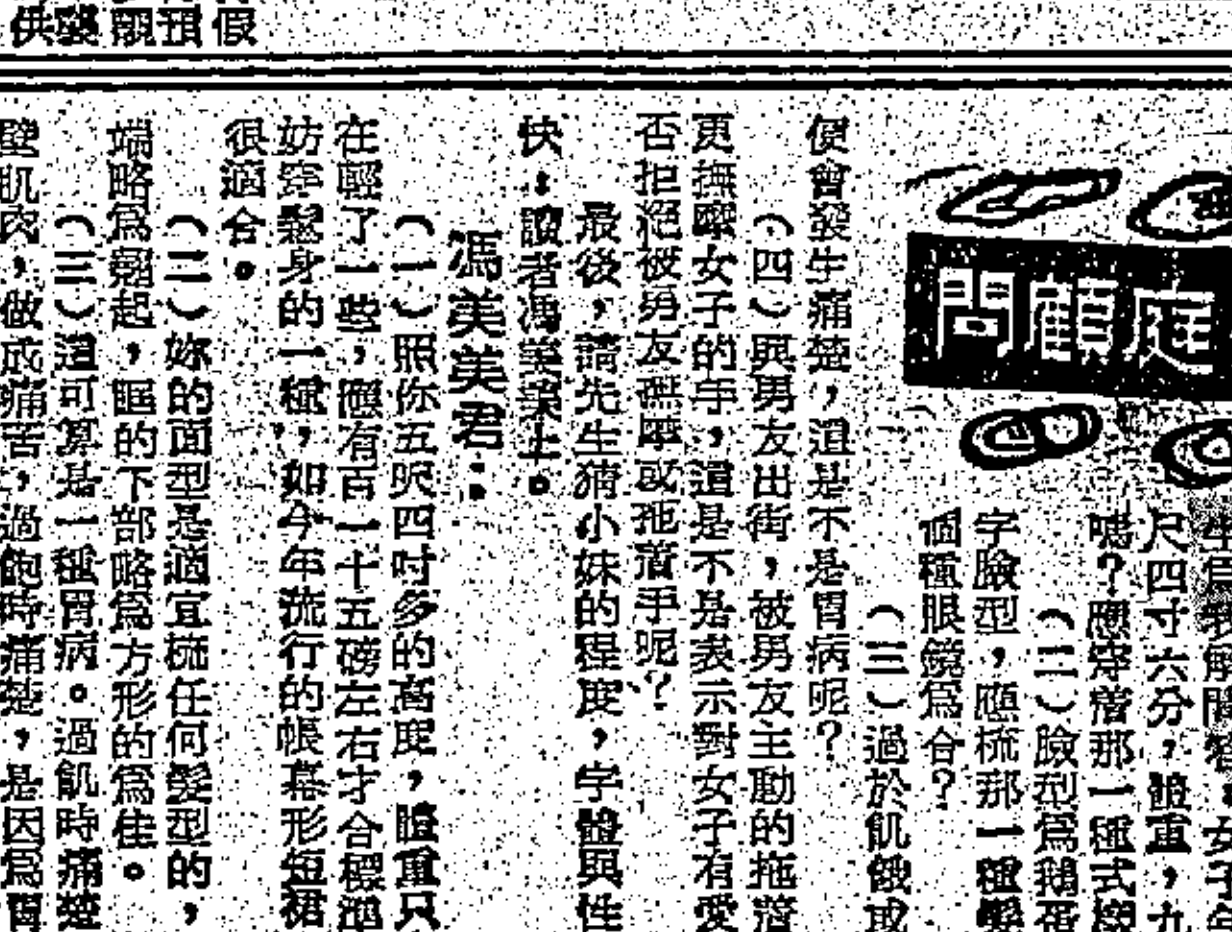 供 翻預假
庭顧問
尺四寸六分，體重，九
嗎？應穿着那一種式樣
（二）臉型爲鵝蛋
字臉型，應梳那一種髮
個種眼鏡爲合？
（三）過於飢餓或
便會發生痛楚，這是不是胃病呢？
（四）與男友出街，被男友主動的拖着
更撫摩女子的手，這是不是表示對女子有愛
否拒絕被男友撫摩或拖着手呢？
最後，請先生猜小妹的程度，字體與性
快：讀者馮美美上。
馮美美君：
（一）照你五呎四吋多的高度，體重只
在輕了一些，應有百一十五磅左右才合標準
妨穿鬆身的一種，如今年流行的帳幕形短裙
很適合。
（二）妳的面型是適宜梳任何髮型的，
端略爲翹起，眶的下部略爲方形的爲佳。
（三）這可算是一種胃病。過飢時痛楚
壁肌肉，做成痛苦，過飽時痛楚，是因爲胃